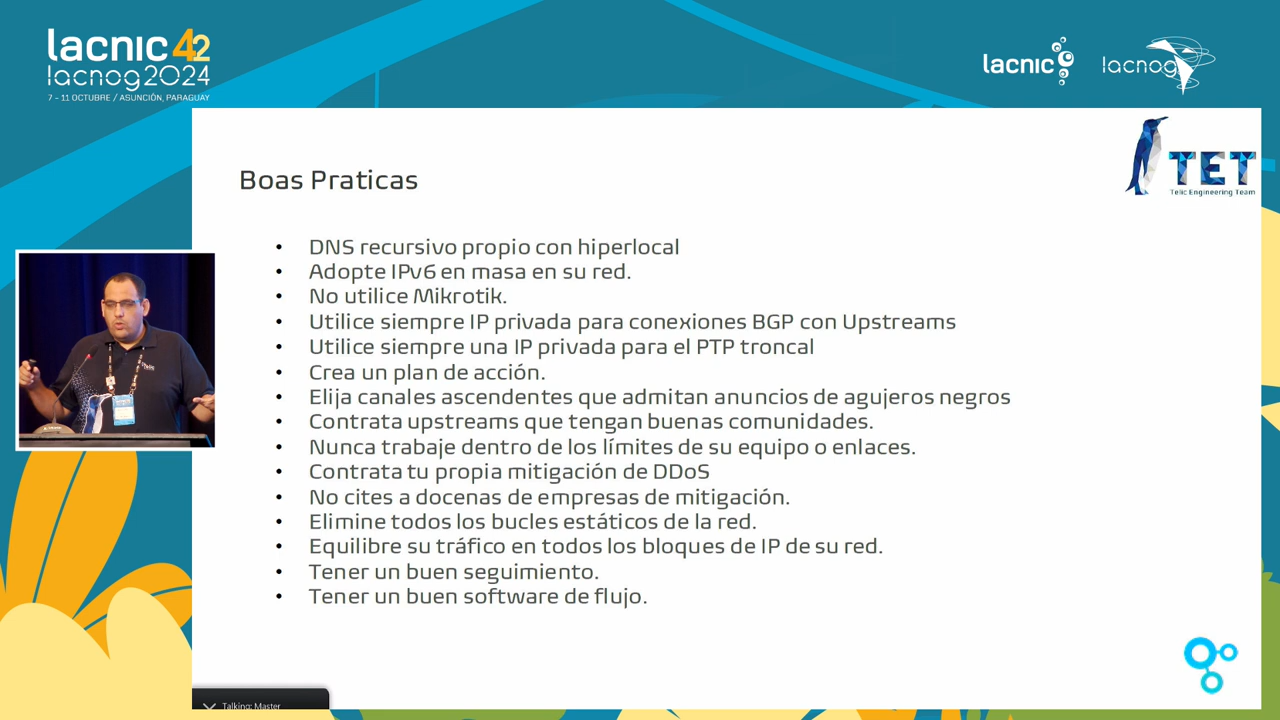 lacnic 42
lacnog2024
7 - 11 OCTUBRE / ASUNCIÓN, PARAGUAY
lacnic
lacnog
TET
Telic Engineering Team
Boas Praticas
• DNS recursivo propio con hiperlocal
• Adopte IPv6 en masa en su red.
• No utilice Mikrotik.
• Utilice siempre IP privada para conexiones BGP con Upstreams
• Utilice siempre una IP privada para el PTP troncal
• Crea un plan de acción.
• Elija canales ascendentes que admitan anuncios de agujeros negros
• Contrata upstreams que tengan buenas comunidades.
• Nunca trabaje dentro de los límites de su equipo o enlaces.
• Contrata tu propia mitigación de DDoS
• No cites a docenas de empresas de mitigación.
• Elimine todos los bucles estáticos de la red.
• Equilibre su tráfico en todos los bloques de IP de su red.
• Tener un buen seguimiento.
• Tener un buen software de flujo.
Talking: Master